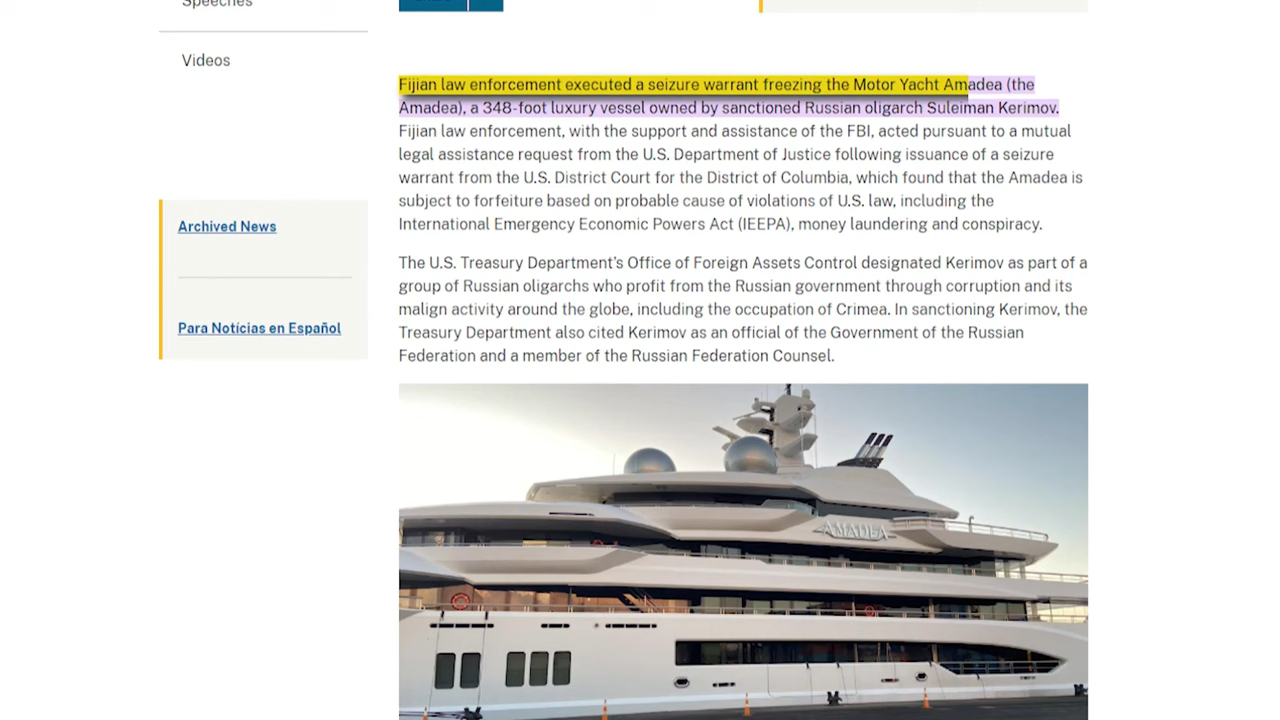 Speeches
Videos
Archived News
Para Notícias en Español
Fijian law enforcement executed a seizure warrant freezing the Motor Yacht Amadea (the
Amadea), a 348-foot luxury vessel owned by sanctioned Russian oligarch Suleiman Kerimov.
Fijian law enforcement, with the support and assistance of the FBI, acted pursuant to a mutual
legal assistance request from the U.S. Department of Justice following issuance of a seizure
warrant from the U.S. District Court for the District of Columbia, which found that the Amadea is
subject to forfeiture based on probable cause of violations of U.S. law, including the
International Emergency Economic Powers Act (IEEPA), money laundering and conspiracy.
The U.S. Treasury Department's Office of Foreign Assets Control designated Kerimov as part of a
group of Russian oligarchs who profit from the Russian government through corruption and its
malign activity around the globe, including the occupation of Crimea. In sanctioning Kerimov, the
Treasury Department also cited Kerimov as an official of the Government of the Russian
Federation and a member of the Russian Federation Counsel.
AMADEA